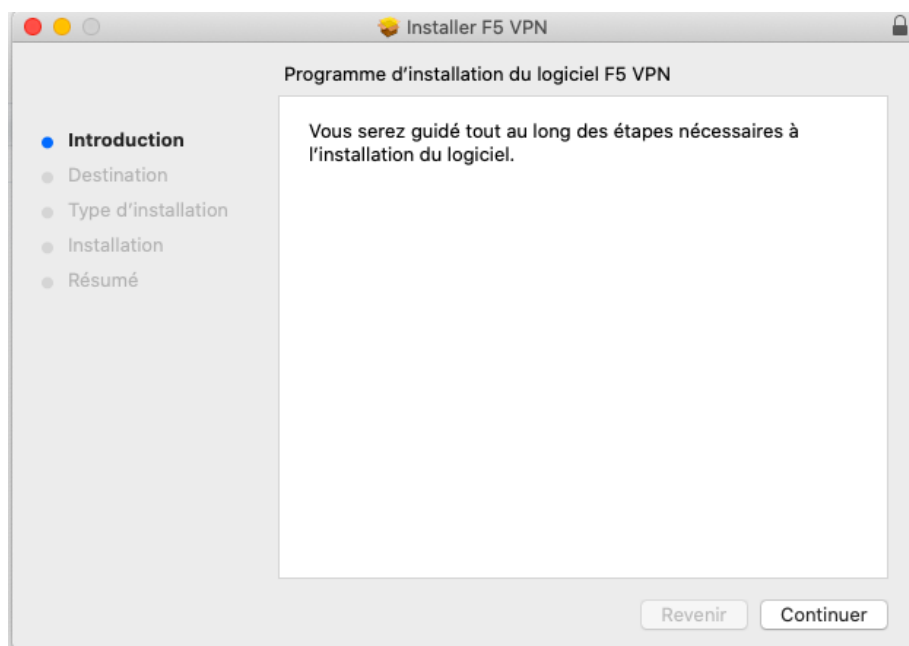 Installer F5 VPN
Programme d’installation du logiciel F5 VPN
Introduction
Destination
Type d’installation
Installation
Résumé
Vous serez guidé tout au long des étapes nécessaires à
l’installation du logiciel.
Revenir
Continuer